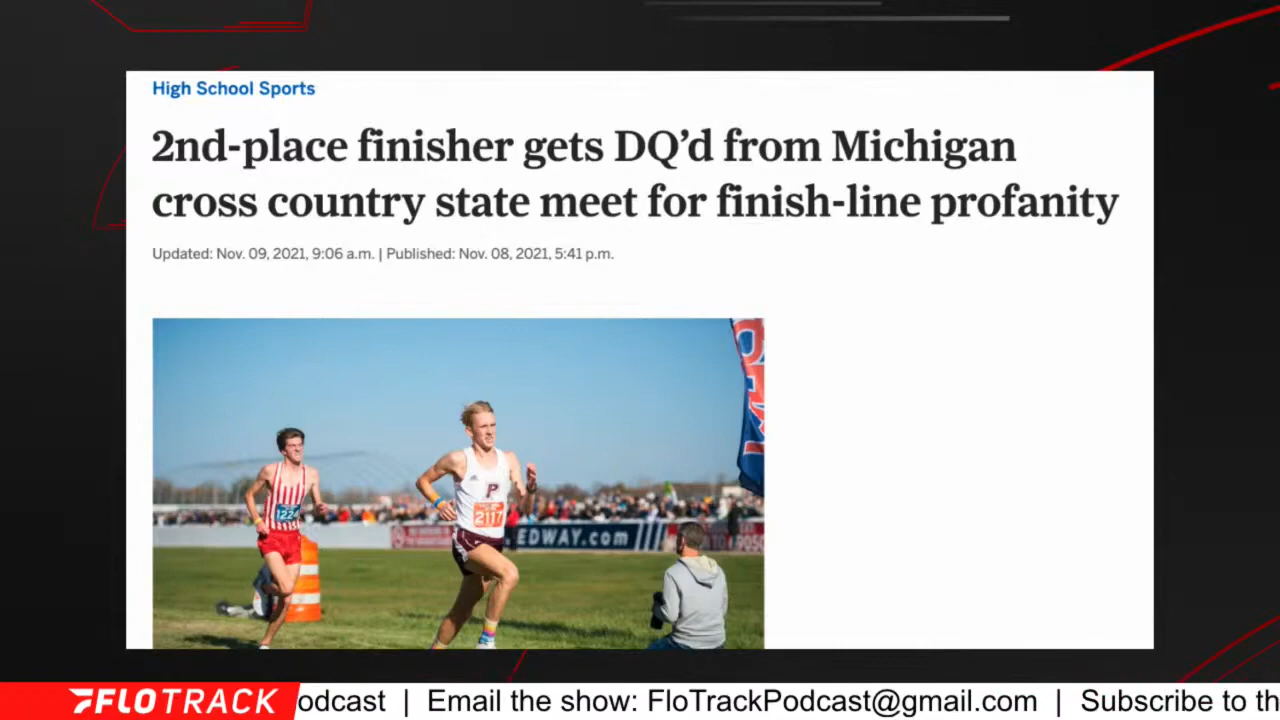 High School Sports
2nd-place finisher gets DQ’d from Michigan
cross country state meet for finish-line profanity
Updated: Nov. 09, 2021, 9:06 a.m. | Published: Nov. 08, 2021, 5:41 p.m.
P
1224
2117
EDWAY.com
FLOTRACK
odcast | Email the show: FloTrackPodcast@gmail.com | Subscribe to th